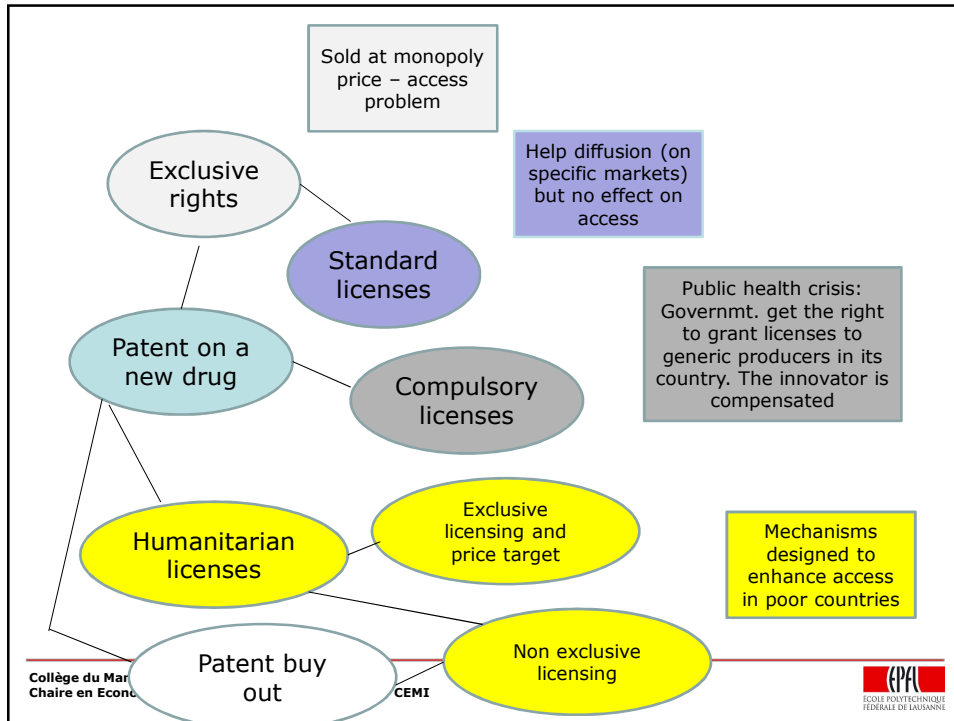 Sold at monopoly
price – access
problem
Help diffusion (on
specific markets)
but no effect on
access
Exclusive
rights
Standard
licenses
Public health crisis:
Governmt. get the right
to grant licenses to
generic producers in its
country. The innovator is
compensated
Patent on a
new drug
Compulsory
licenses
Exclusive
licensing and
price target
Humanitarian
licenses
Mechanisms
designed to
enhance access
in poor countries
Non exclusive
licensing
Patent buy
out
Collège du
Chaire en
CEMI
EPFL
ÉCOLE POLYTECHNIQUE
FÉDÉRALE DE LAUSANNE